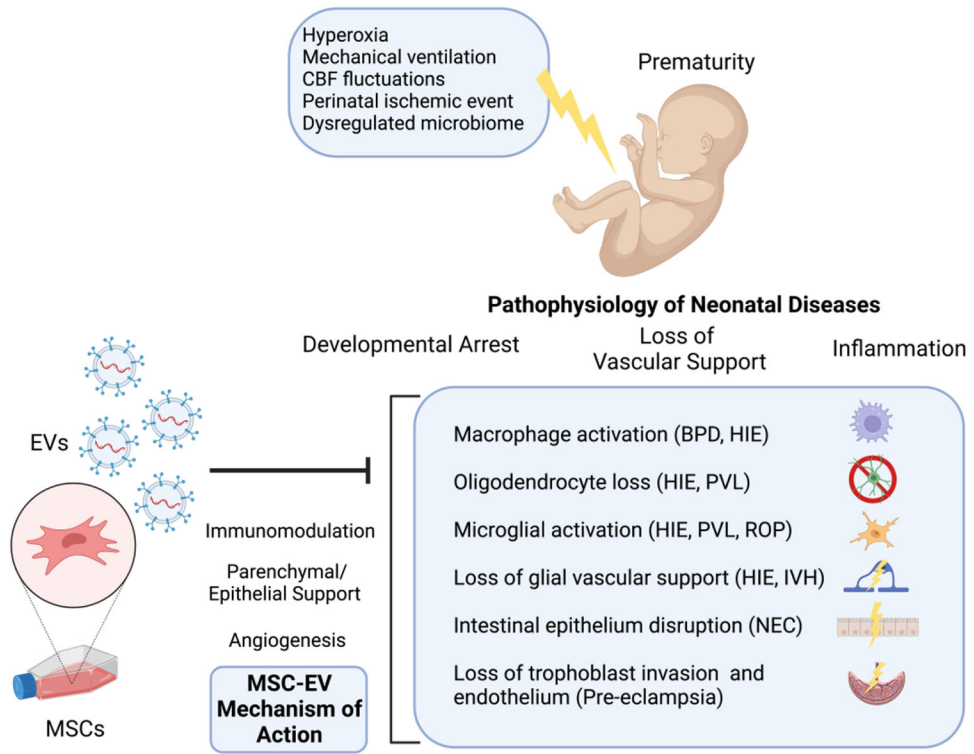 Hyperoxia
Mechanical ventilation
CBF fluctuations
Perinatal ischemic event
Dysregulated microbiome
Prematurity
Pathophysiology of Neonatal Diseases
Developmental Arrest
Loss of
Vascular Support
Inflammation
EVs
MSCs
Immunomodulation
Parenchymal/
Epithelial Support
Angiogenesis
MSC-EV
Mechanism of
Action
Macrophage activation (BPD, HIE)
Oligodendrocyte loss (HIE, PVL)
Microglial activation (HIE, PVL, ROP)
Loss of glial vascular support (HIE, IVH)
Intestinal epithelium disruption (NEC)
Loss of trophoblast invasion and
endothelium (Pre-eclampsia)